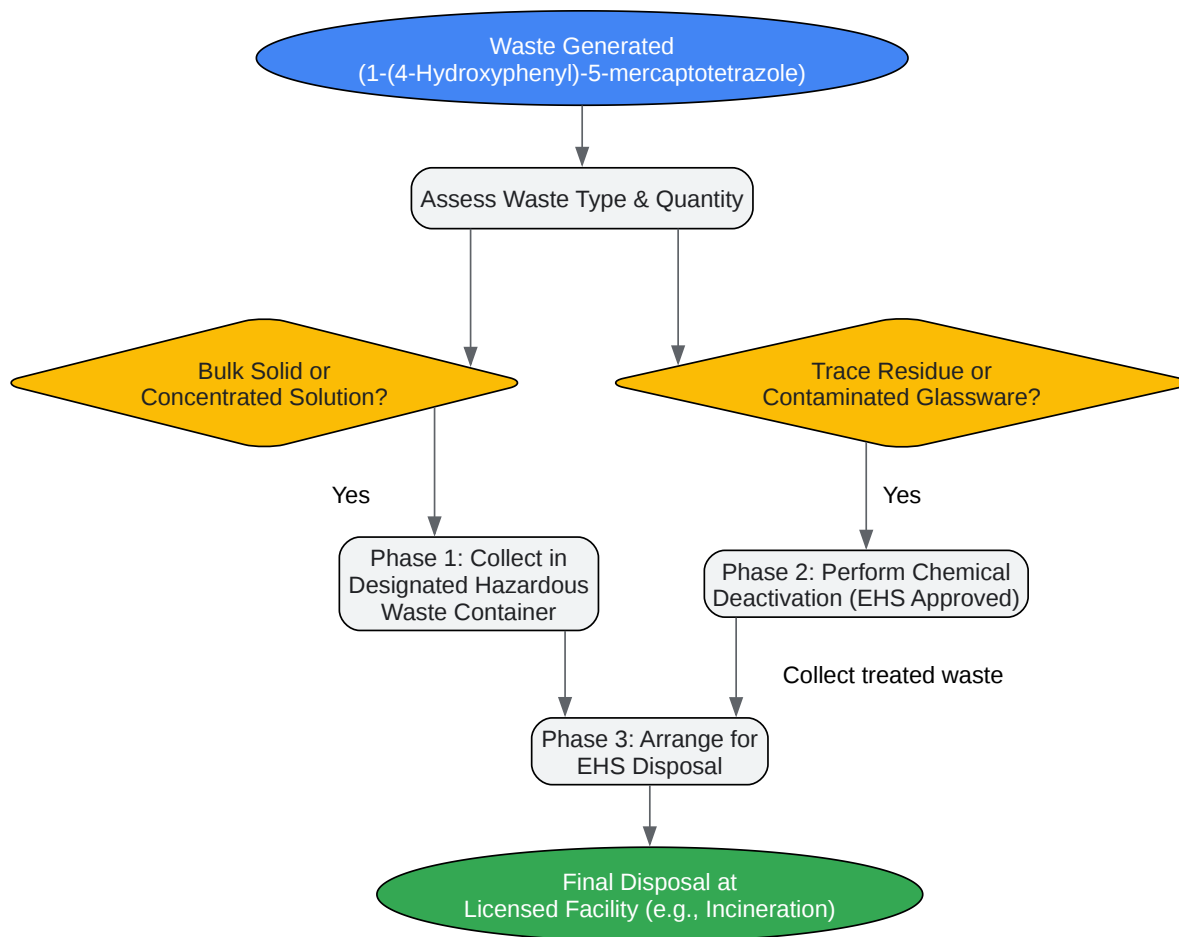 Waste Generated
(1-(4-Hydroxyphenyl)-5-mercaptotetrazole)
Assess Waste Type & Quantity
Bulk Solid or
Concentrated Solution?
Trace Residue or
Contaminated Glassware?
Yes
Yes
Phase 1: Collect in
Designated Hazardous
Waste Container
Phase 2: Perform Chemical
Deactivation (EHS Approved)
Collect treated waste
Phase 3: Arrange for
EHS Disposal
Final Disposal at
Licensed Facility (e.g., Incineration)